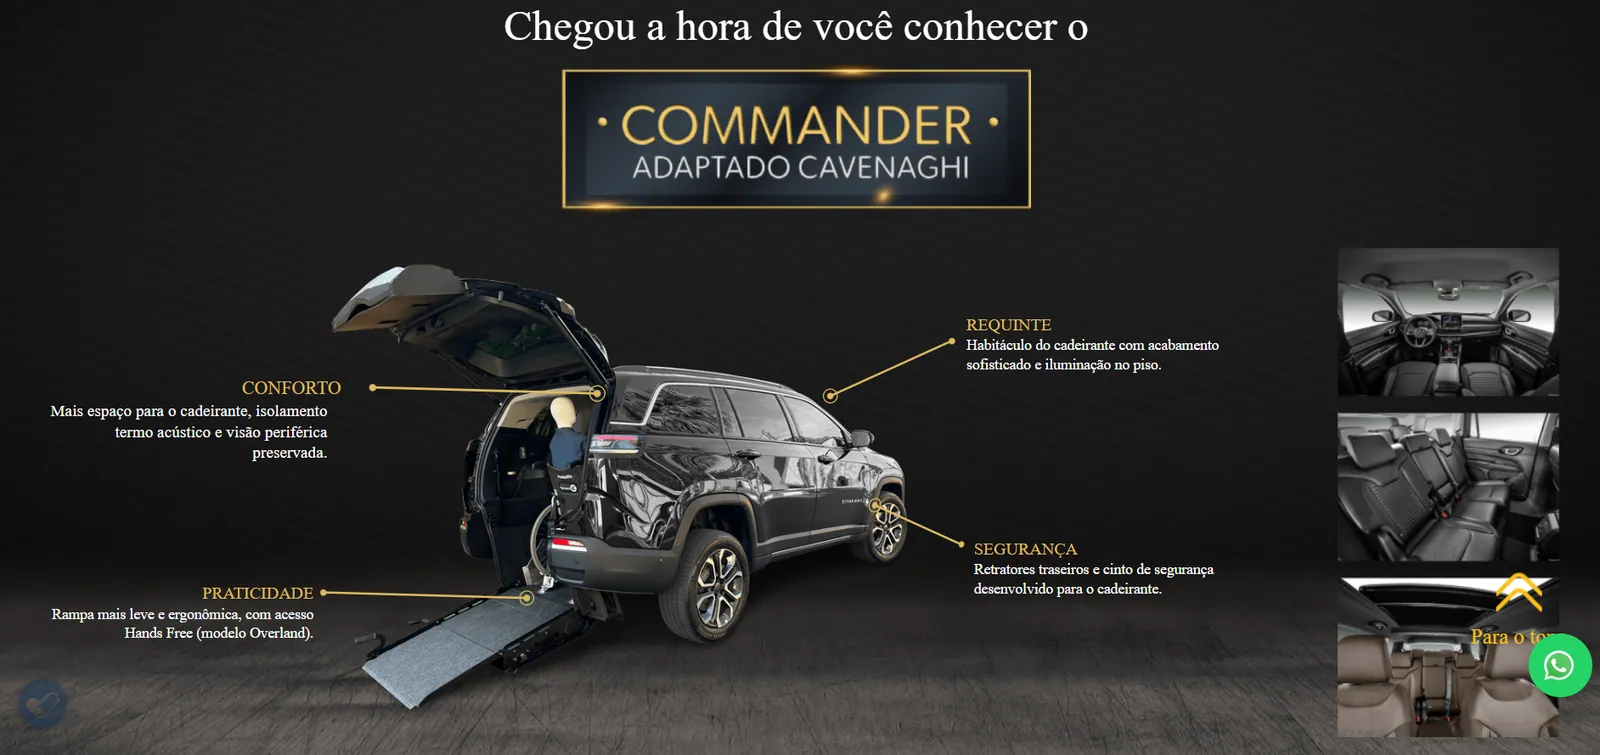 Chegou a hora de você conhecer o
• COMMANDER •
ADAPTADO CAVENAGHI
CONFORTO
Mais espaço para o cadeirante, isolamento
termo acústico e visão periférica
preservada.
REQUINTE
Habitáculo do cadeirante com acabamento
sofisticado e iluminação no piso.
SEGURANÇA
Retratores traseiros e cinto de segurança
desenvolvido para o cadeirante.
PRATICIDADE
Rampa mais leve e ergonômica, com acesso
Hands Free (modelo Overland).
Para o